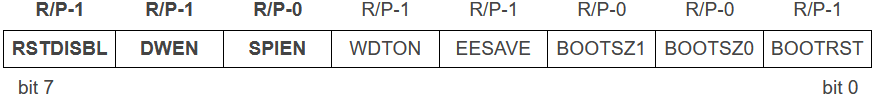 R/P-1 R/P-1 R/P-0 R/P-1 R/P-1 R/P-0 R/P-0 R/P-1
RSTDISBL DWEN SPIEN WDTON EESAVE BOOTSZ1 BOOTSZ0 BOOTRST
bit 7 bit 0